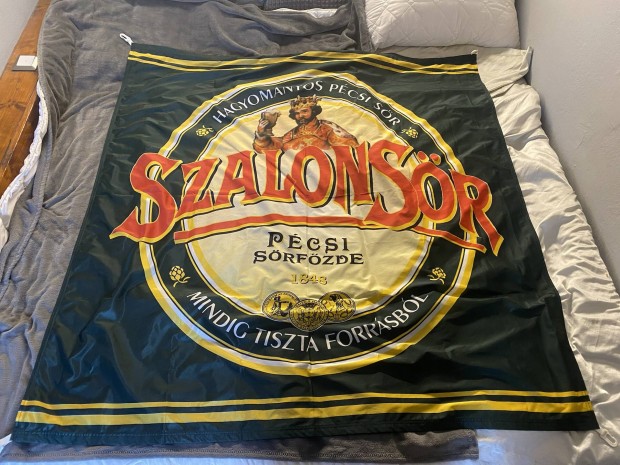 HAGYOMÁNYOS PÉCSI SÖR
SZALONSÖR
PÉCSI
SÖRFŐZDE
1848
MINDIG TISZTA FORRÁSBÓL